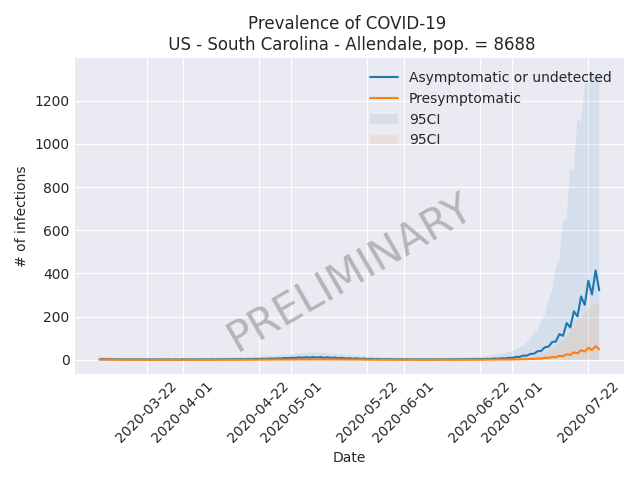 Prevalence of COVID-19
US - South Carolina - Allendale, pop. = 8688
Asymptomatic or undetected
Presymptomatic
95CI
95CI
# of infections
1200
1000
800
600
400
200
0
PRELIMINARY
2020-03-22
2020-04-01
2020-04-22
2020-05-01
2020-05-22
2020-06-01
2020-06-22
2020-07-01
2020-07-22
Date